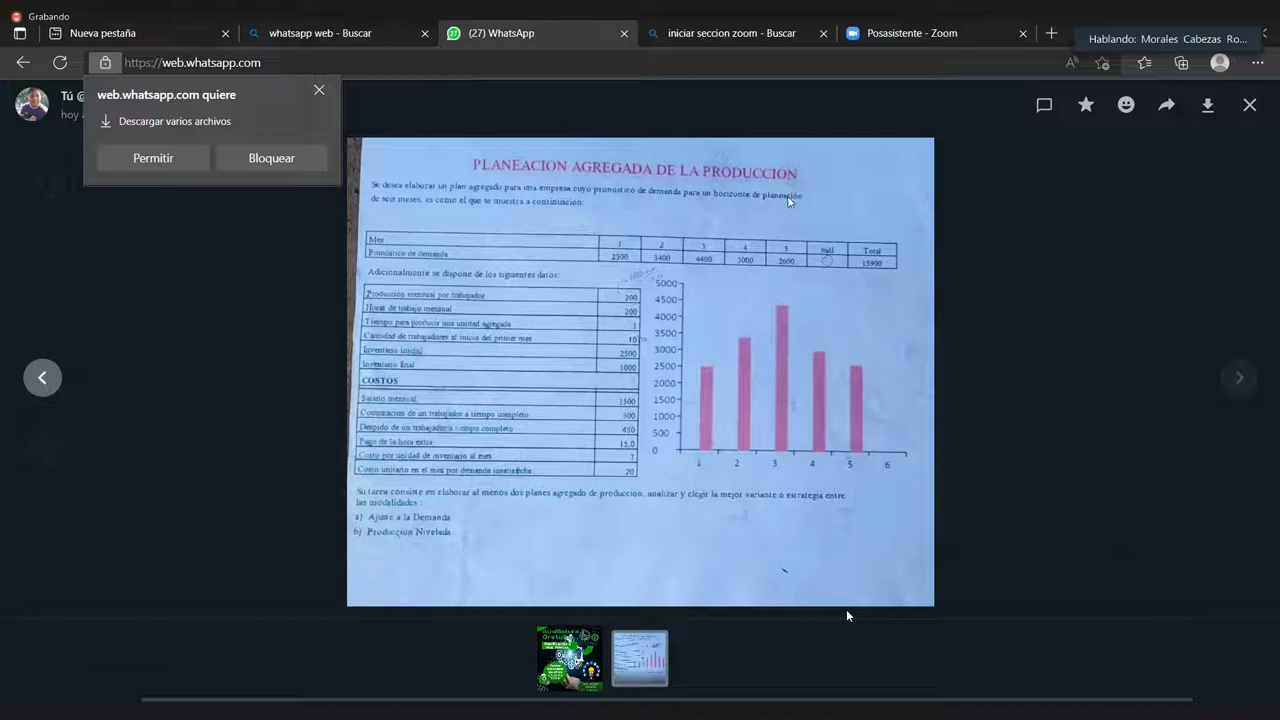 Grabando
Nueva pestaña
whatsapp web - Buscar
(27) WhatsApp
iniciar seccion zoom - Buscar
Posasistente - Zoom
Hablando: Morales Cabezas Ro...
https://web.whatsapp.com
web.whatsapp.com quiere
Descargar varios archivos
Permitir
Bloquear
Tú @
hoy
PLANEACION AGREGADA DE LA PRODUCCION
Se desea elaborar un plan agregado para una empresa cuyo pronostico de demanda para un horizonte de planeación
de seis meses, es como el que se muestra a continuación:
Mes 1 2 3 4 5 null Total
Pronostico de demanda 2500 3400 4400 3000 2600 15900
Adicionalmente se dispone de los siguientes datos:
Producción mensual por trabajador 200
Horas de trabajo mensual 200
Tiempo para producir una unidad agregada 1
Cantidad de trabajadores al inicio del primer mes 10
Inventario inicial 2500
Inventario final 1000
COSTOS
Salario mensual 1500
Contratación de un trabajador a tiempo completo 300
Despido de un trabajador a tiempo completo 450
Pago de la hora extra 15.0
Costo por unidad de inventario al mes 7
Costo unitario en el mes por demanda insatisfecha 20
5000
4500
4000
3500
3000
2500
2000
1500
1000
500
0
1 2 3 4 5 6
Su tarea consiste en elaborar al menos dos planes agregado de produccion, analizar y elegir la mejor variante o estrategia entre
las modalidades :
a) Ajuste a la Demanda
b) Producción Nivelada